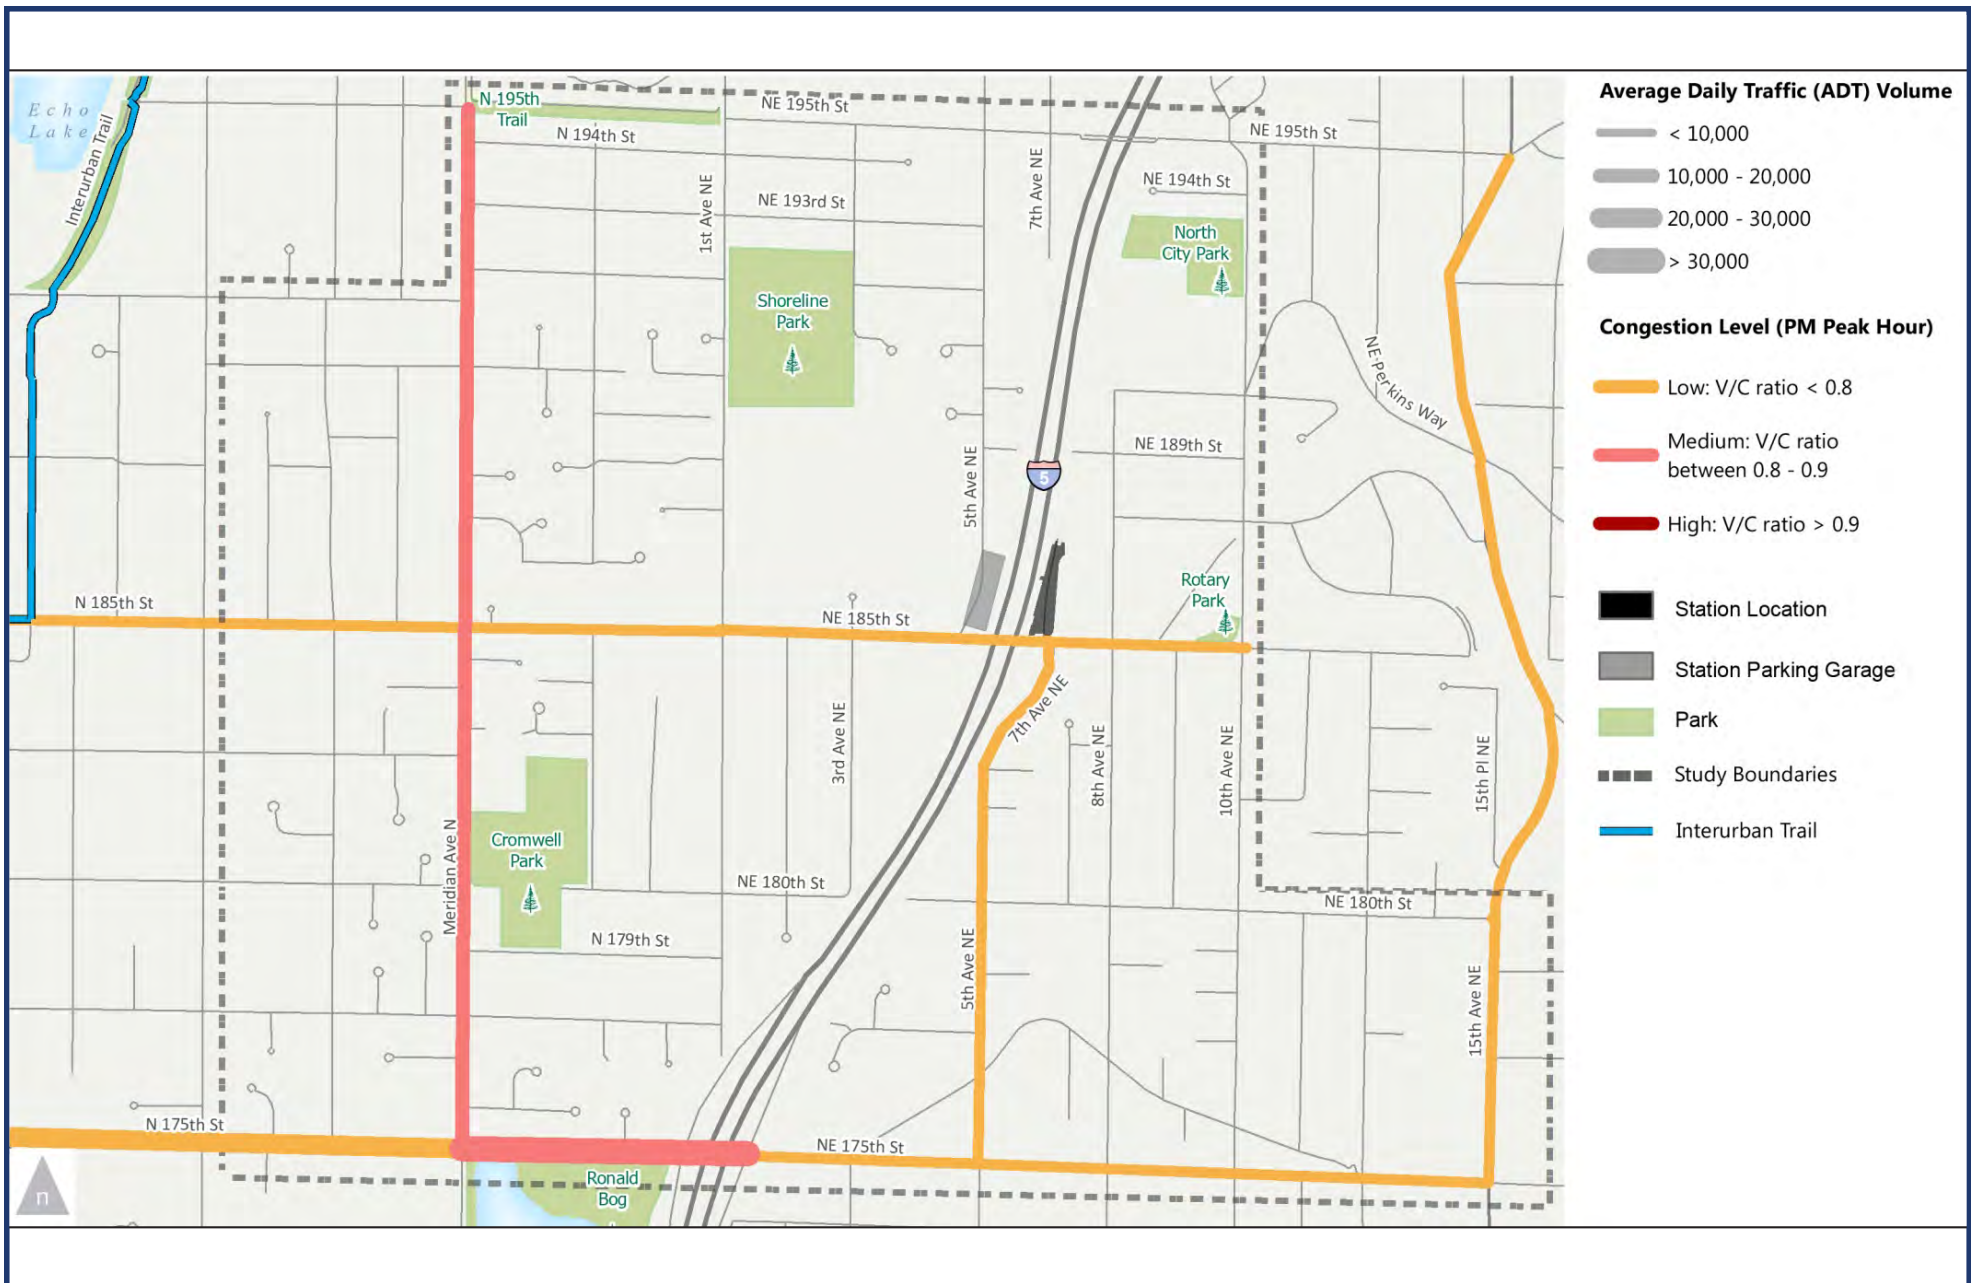 Echo
Lake
Interurban Trail
N 195th
Trail
NE 195th St
N 194th St
NE 195th St
7th Ave NE
NE 194th St
1st Ave NE
NE 193rd St
North
City Park
Shoreline
Park
NE Perkins Way
NE 189th St
5
5th Ave NE
Rotary
Park
N 185th St
NE 185th St
7th Ave NE
3rd Ave NE
8th Ave NE
10th Ave NE
15th Pl NE
Meridian Ave N
Cromwell
Park
NE 180th St
NE 180th St
N 179th St
5th Ave NE
15th Ave NE
N 175th St
NE 175th St
Ronald
Bog
n
Average Daily Traffic (ADT) Volume
< 10,000
10,000 - 20,000
20,000 - 30,000
> 30,000
Congestion Level (PM Peak Hour)
Low: V/C ratio < 0.8
Medium: V/C ratio
between 0.8 - 0.9
High: V/C ratio > 0.9
Station Location
Station Parking Garage
Park
Study Boundaries
Interurban Trail